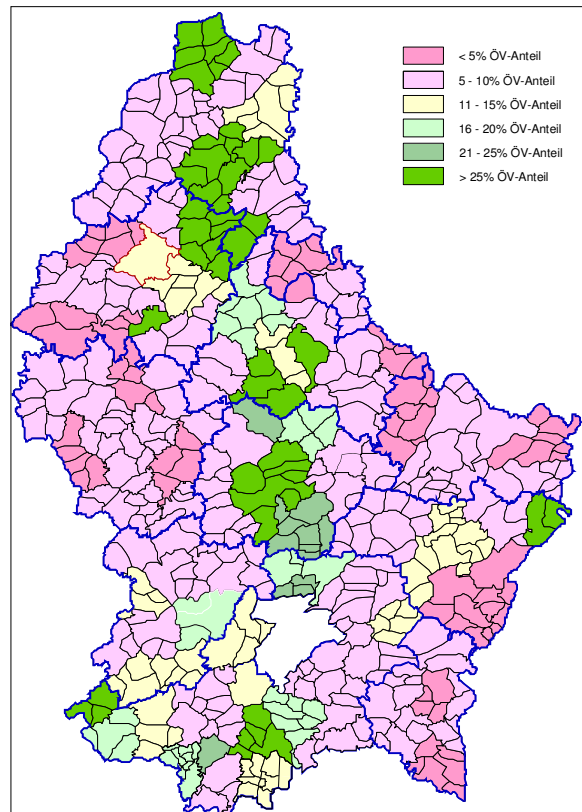 < 5% ÖV-Anteil
5 - 10% ÖV-Anteil
11 - 15% ÖV-Anteil
16 - 20% ÖV-Anteil
21 - 25% ÖV-Anteil
> 25% ÖV-Anteil